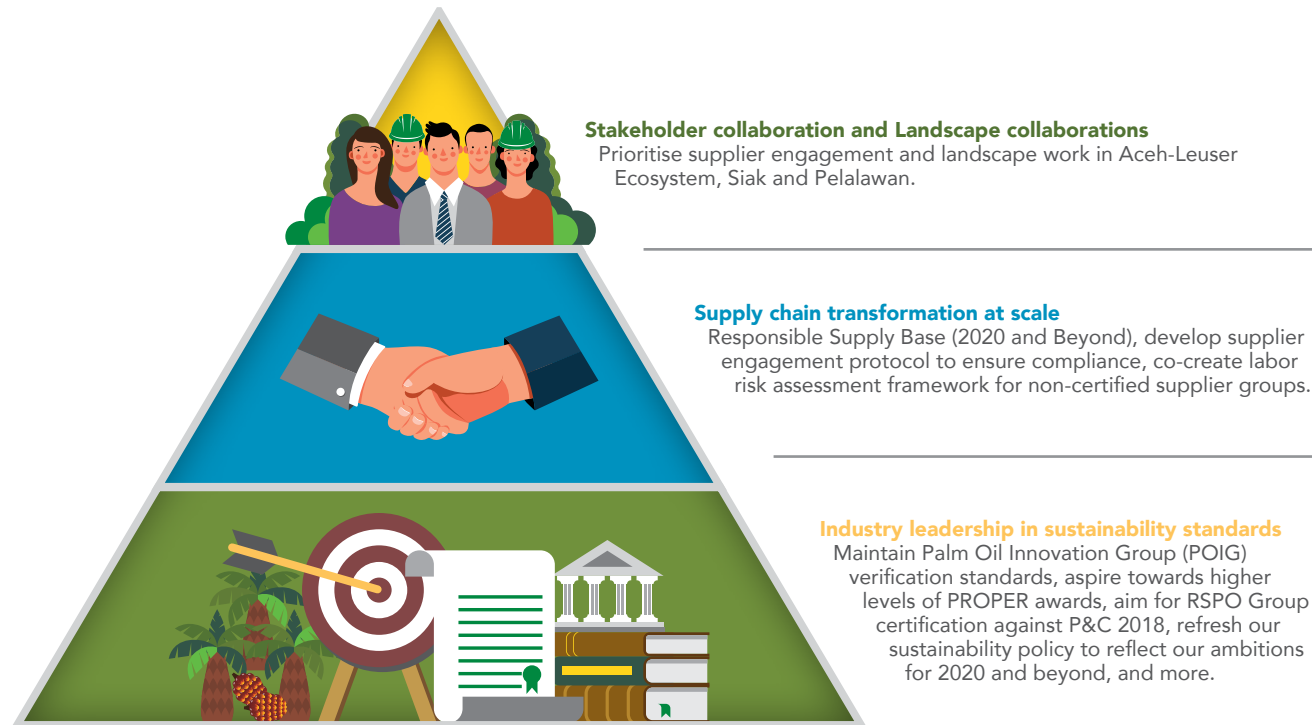 Stakeholder collaboration and Landscape collaborations
Prioritise supplier engagement and landscape work in Aceh-Leuser
Ecosystem, Siak and Pelalawan.
Supply chain transformation at scale
Responsible Supply Base (2020 and Beyond), develop supplier
engagement protocol to ensure compliance, co-create labor
risk assessment framework for non-certified supplier groups.
Industry leadership in sustainability standards
Maintain Palm Oil Innovation Group (POIG)
verification standards, aspire towards higher
levels of PROPER awards, aim for RSPO Group
certification against P&C 2018, refresh our
sustainability policy to reflect our ambitions
for 2020 and beyond, and more.